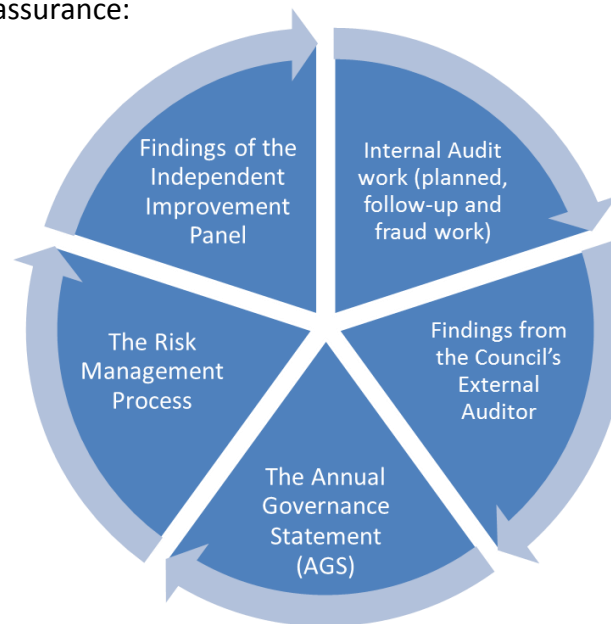 assurance:
Findings of the
Independent
Improvement
Panel
Internal Audit
work (planned,
follow-up and
fraud work)
Findings from
the Council’s
External
Auditor
The Annual
Governance
Statement
(AGS)
The Risk
Management
Process